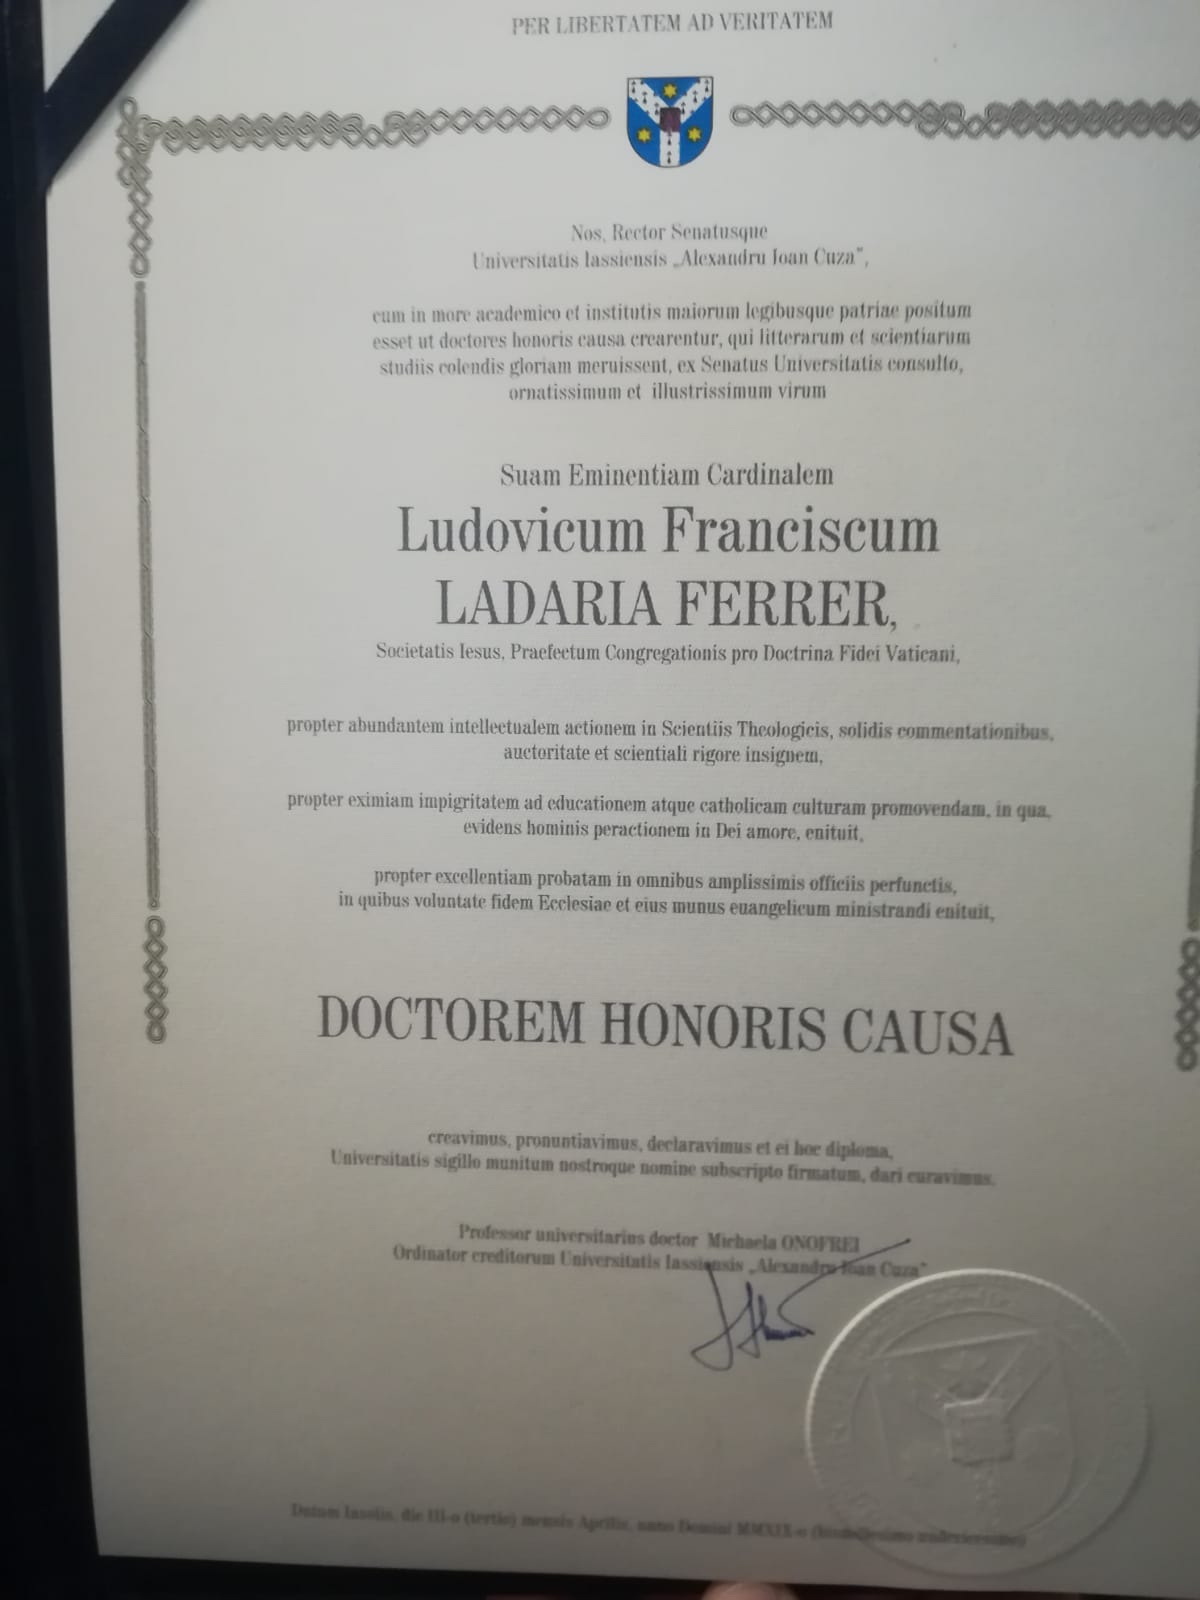 PER LIBERTATEM AD VERITATEM
Nos, Rector Senatusque
Universitatis Iassiensis „Alexandru Ioan Cuza”,
cum in more academico et institutis maiorum legibusque patriae positum
esset ut doctores honoris causa crearentur, qui litterarum et scientiarum
studiis colendis gloriam meruissent, ex Senatus Universitatis consulto,
ornatissimum et illustrissimum virum
Suam Eminentiam Cardinalem
Ludovicum Franciscum
LADARIA FERRER,
Societatis Iesus, Praefectum Congregationis pro Doctrina Fidei Vaticani,
propter abundantem intellectualem actionem in Scientiis Theologicis, solidis commentationibus,
auctoritate et scientiali rigore insignem,
propter eximiam impigritatem ad educationem atque catholicam culturam promovendam, in qua,
evidens hominis peractionem in Dei amore, enituit,
propter excellentiam probatam in omnibus amplissimis officiis perfunctis,
in quibus voluntate fidem Ecclesiae et eius munus euangelicum ministrandi enituit,
DOCTOREM HONORIS CAUSA
creavimus, pronuntiavimus, declaravimus et ei hoc diploma,
Universitatis sigillo munitum nostroque nomine subscripto firmatum, dari curavimus.
Professor universitarius doctor Michaela ONOFREI
Ordinator creditorum Universitatis Iassiensis „Alexandru Ioan Cuza”
Datum Iassiis, die III-o (tertio) mensis Aprilis, anno Domini MMXIX-o